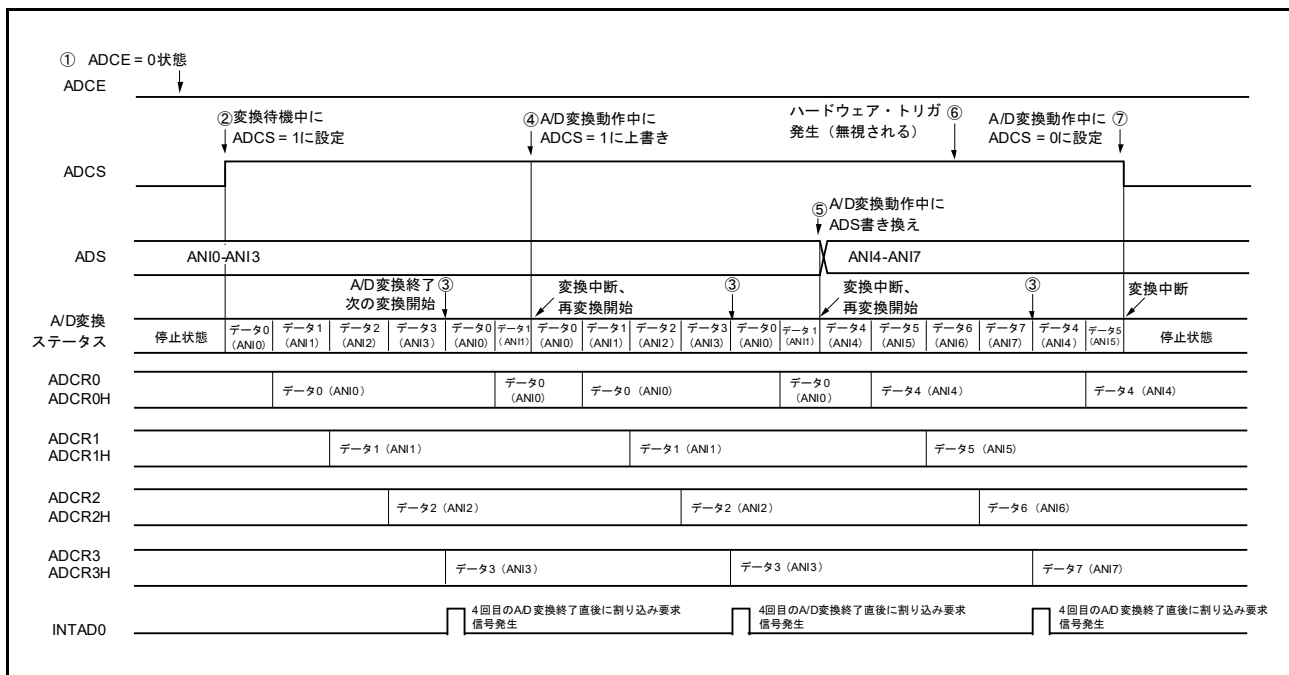 ① ADCE = 0状態
ADCE
②変換待機中に
ADCS = 1に設定
④A/D変換動作中に
ADCS = 1に上書き
ハードウェア・トリガ ⑥
発生（無視される）
A/D変換動作中に ⑦
ADCS = 0に設定
ADCS
⑤A/D変換動作中に
ADS書き換え
ADS
ANI0-ANI3
ANI4-ANI7
A/D変換終了③
次の変換開始
変換中断、
再変換開始
③
変換中断、
再変換開始
③
変換中断
A/D変換
ステータス
停止状態
データ0
(ANI0)
データ1
(ANI1)
データ2
(ANI2)
データ3
(ANI3)
データ0
(ANI0)
データ1
(ANI1)
データ0
(ANI0)
データ1
(ANI1)
データ2
(ANI2)
データ3
(ANI3)
データ0
(ANI0)
データ1
(ANI1)
データ4
(ANI4)
データ5
(ANI5)
データ6
(ANI6)
データ7
(ANI7)
データ4
(ANI4)
データ5
(ANI5)
停止状態
ADCR0
ADCR0H
データ0（ANI0）
データ0
(ANI0)
データ0（ANI0）
データ0
(ANI0)
データ4（ANI4）
データ4（ANI4）
ADCR1
ADCR1H
データ1（ANI1）
データ1（ANI1）
データ5（ANI5）
ADCR2
ADCR2H
データ2（ANI2）
データ2（ANI2）
データ6（ANI6）
ADCR3
ADCR3H
データ3（ANI3）
データ3（ANI3）
データ7（ANI7）
INTAD0
4回目のA/D変換終了直後に割り込み要求
信号発生
4回目のA/D変換終了直後に割り込み要求
信号発生
4回目のA/D変換終了直後に割り込み要求
信号発生